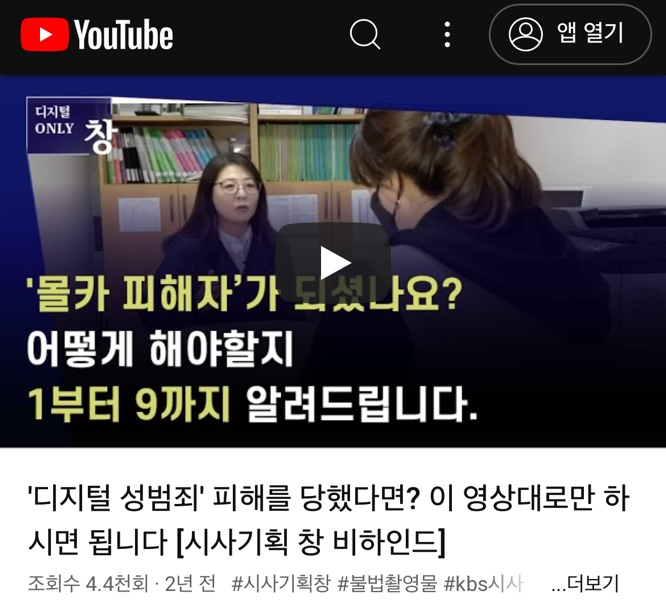 YouTube
앱 열기
디지털
ONLY 창
'몰카 피해자'가 되셨나요?
어떻게 해야할지
1부터 9까지 알려드립니다.
'디지털 성범죄' 피해를 당했다면? 이 영상대로만 하
시면 됩니다 [시사기획 창 비하인드]
조회수 4.4천회 · 2년 전 #시사기획창 #불법촬영물 #kbs시사 ...더보기